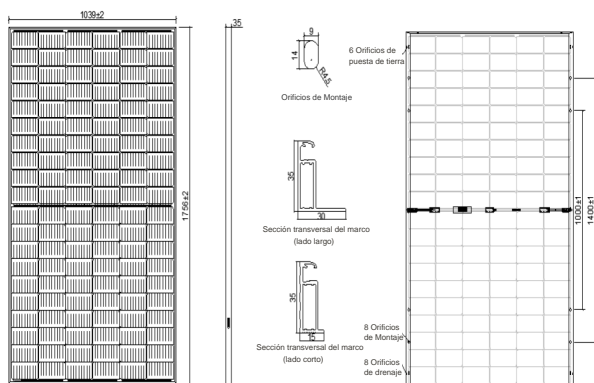 1039±2
1756±2
35
9
14
R4.5
Orificios de Montaje
35
30
Sección transversal del marco
(lado largo)
35
15
Sección transversal del marco
(lado corto)
6 Orificios de
puesta de tierra
1000±1
1400±1
8 Orificios
de Montaje
8 Orificios
de drenaje